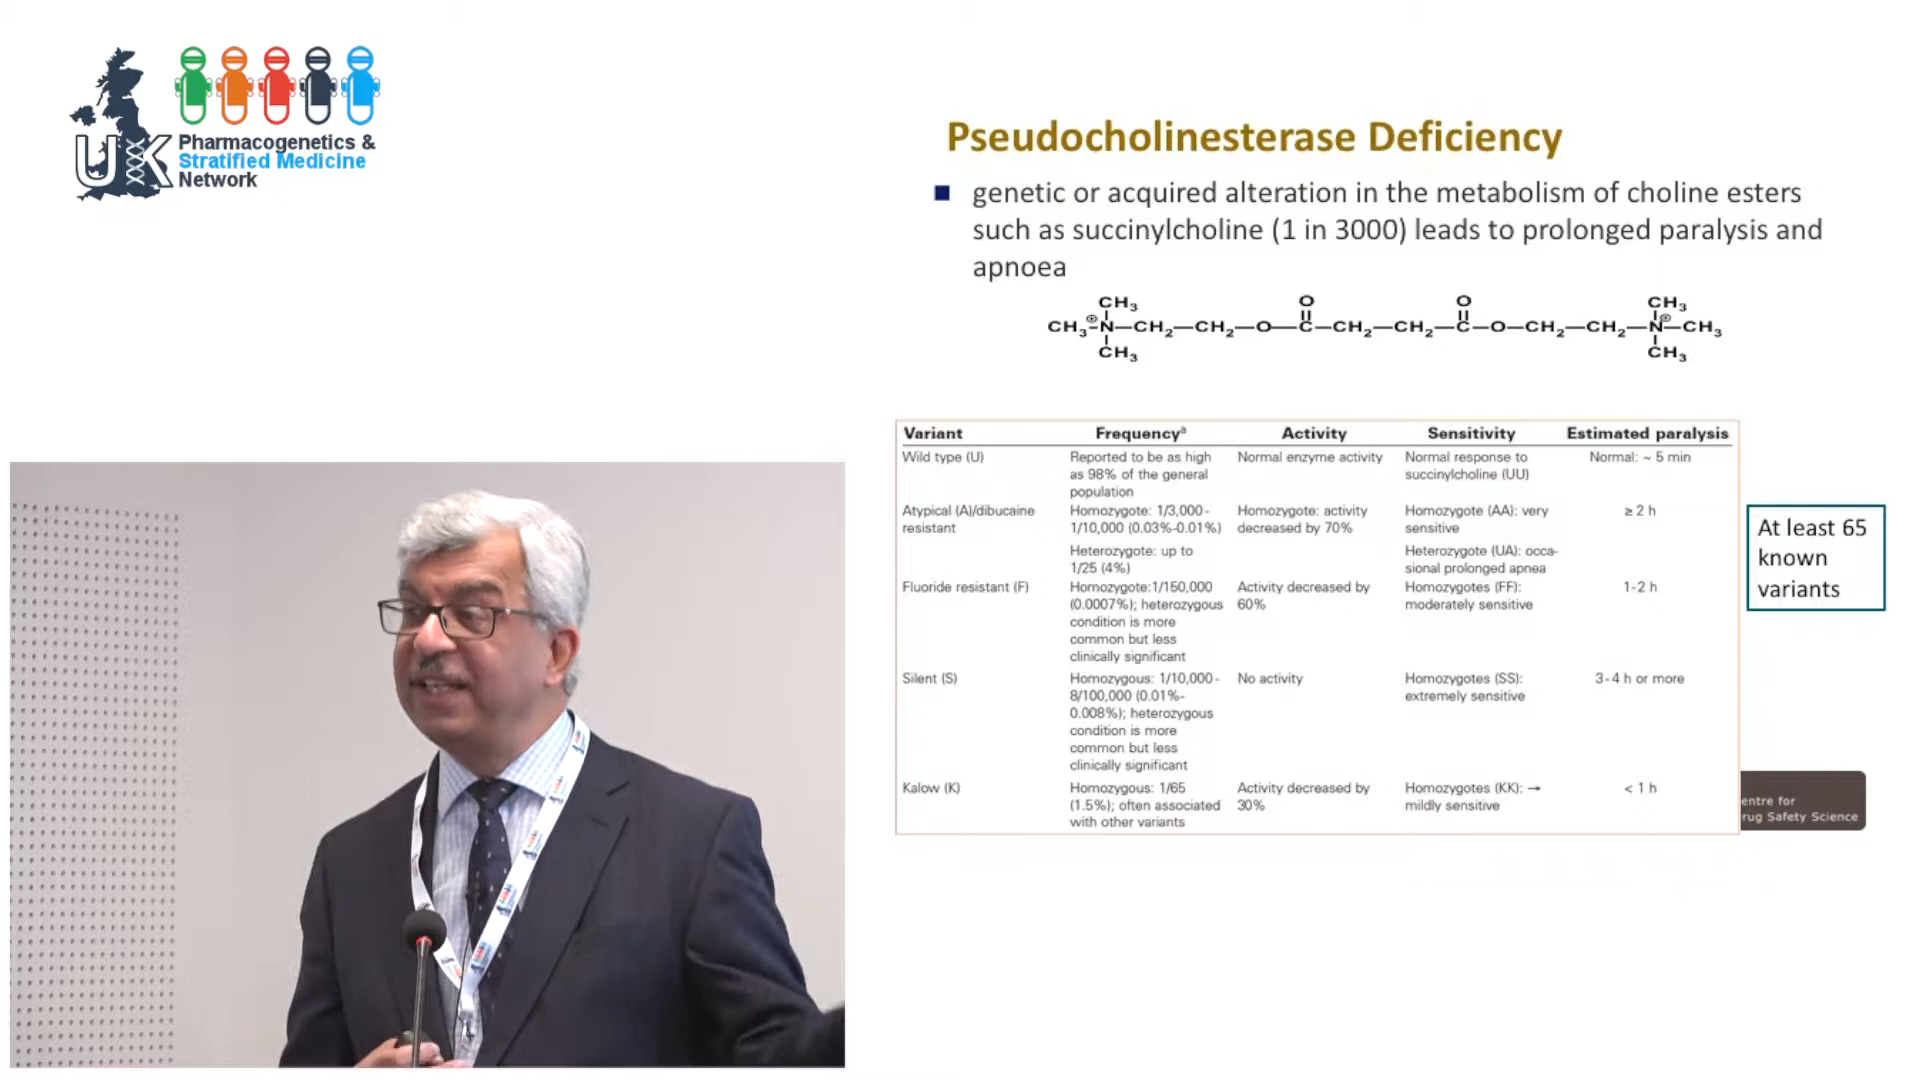 UK
Pharmacogenetics &
Stratified Medicine
Network
Pseudocholinesterase Deficiency
genetic or acquired alteration in the metabolism of choline esters
such as succinylcholine (1 in 3000) leads to prolonged paralysis and
apnoea
CH3 O O CH3
CH3-N—CH2—CH2—O—C—CH2—CH2—C—O—CH2—CH2—N—CH3
CH3 CH3
Variant Frequencya Activity Sensitivity Estimated paralysis
Wild type (U) Reported to be as high Normal enzyme activity Normal response to Normal: ~ 5 min
as 98% of the general succinylcholine (UU)
population
Atypical (A)/dibucaine Homozygote: 1/3,000- Homozygote: activity Homozygote (AA): very ≥ 2 h
resistant 1/10,000 (0.03%-0.01%) decreased by 70% sensitive
Heterozygote: up to Heterozygote (UA): occa-
1/25 (4%) sional prolonged apnea
Fluoride resistant (F) Homozygote:1/150,000 Activity decreased by Homozygotes (FF): 1-2 h
(0.0007%); heterozygous 60% moderately sensitive
condition is more
common but less
clinically significant
Silent (S) Homozygous: 1/10,000- No activity Homozygotes (SS): 3-4 h or more
8/100,000 (0.01%- extremely sensitive
0.008%); heterozygous
condition is more
common but less
clinically significant
Kalow (K) Homozygous: 1/65 Activity decreased by Homozygotes (KK): → < 1 h
(1.5%); often associated 30% mildly sensitive
with other variants
At least 65
known
variants
entre for
rug Safety Science